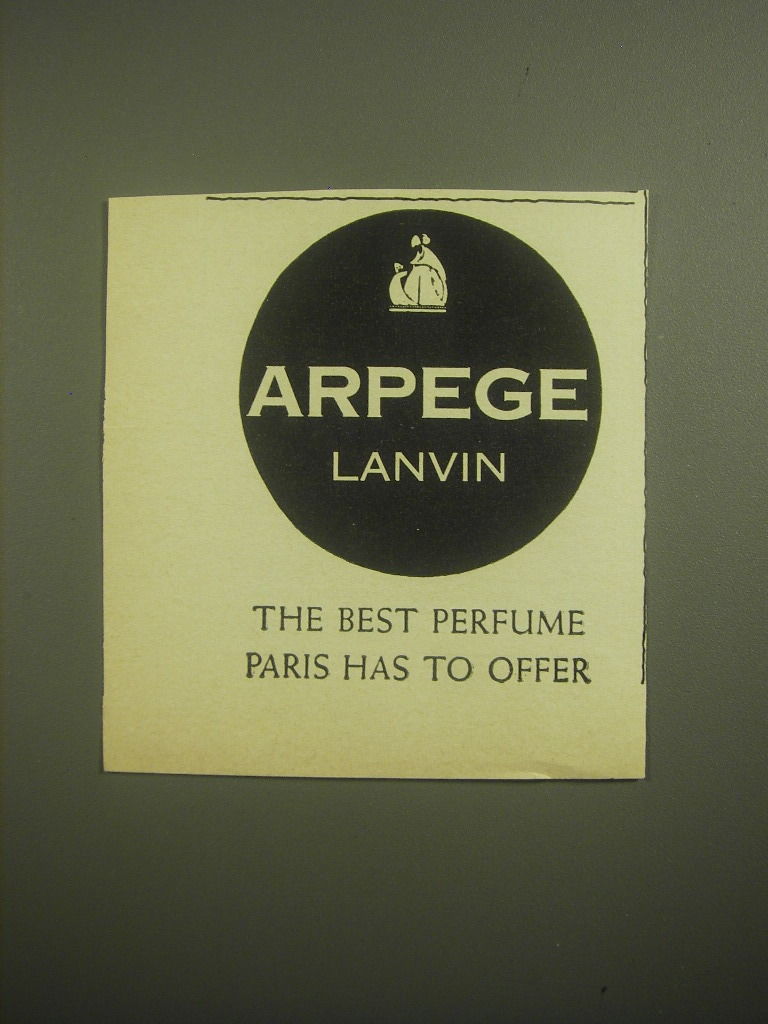 ARPEGE
LANVIN
THE BEST PERFUME
PARIS HAS TO OFFER